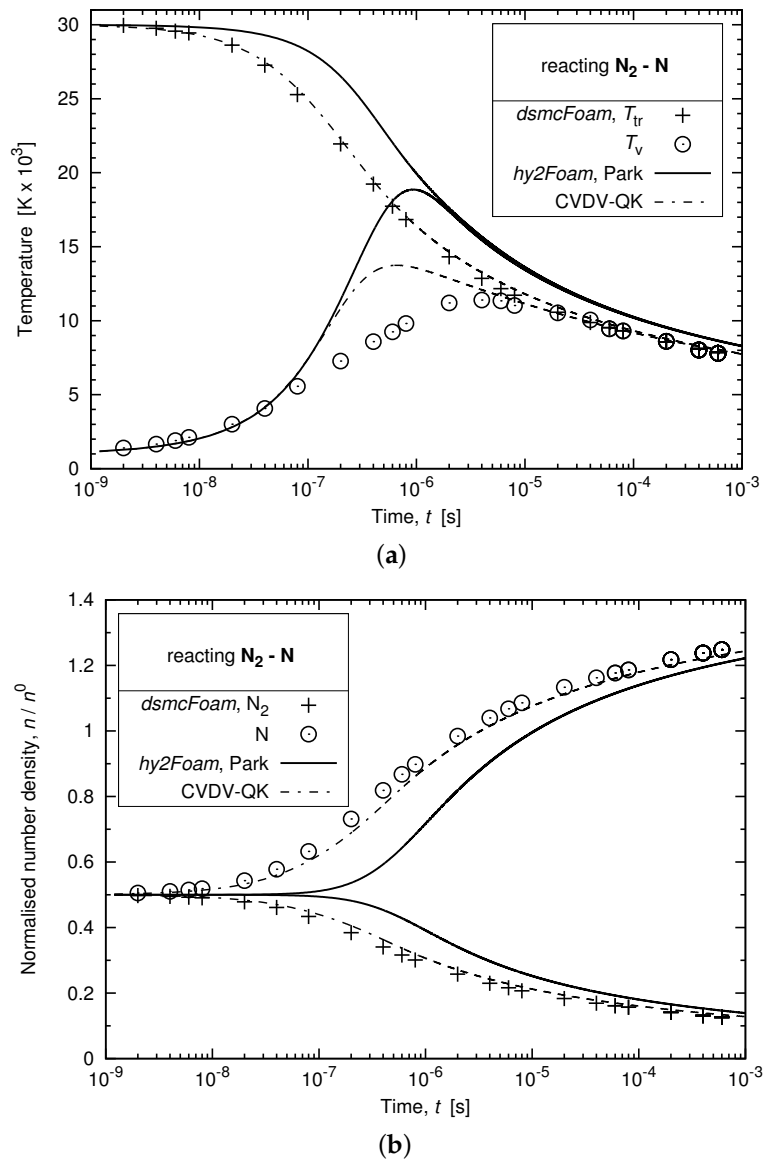 30
25
20
15
10
5
0
Temperature [K x 10³]
reacting N₂ - N
dsmcFoam, Tₜᵣ
Tᵥ
hy2Foam, Park
CVDV-QK
10⁻⁹ 10⁻⁸ 10⁻⁷ 10⁻⁶ 10⁻⁵ 10⁻⁴ 10⁻³
Time, t [s]
(a)
1.4
1.2
1
0.8
0.6
0.4
0.2
0
Normalised number density, n / n⁰
reacting N₂ - N
dsmcFoam, N₂
N
hy2Foam, Park
CVDV-QK
10⁻⁹ 10⁻⁸ 10⁻⁷ 10⁻⁶ 10⁻⁵ 10⁻⁴ 10⁻³
Time, t [s]
(b)